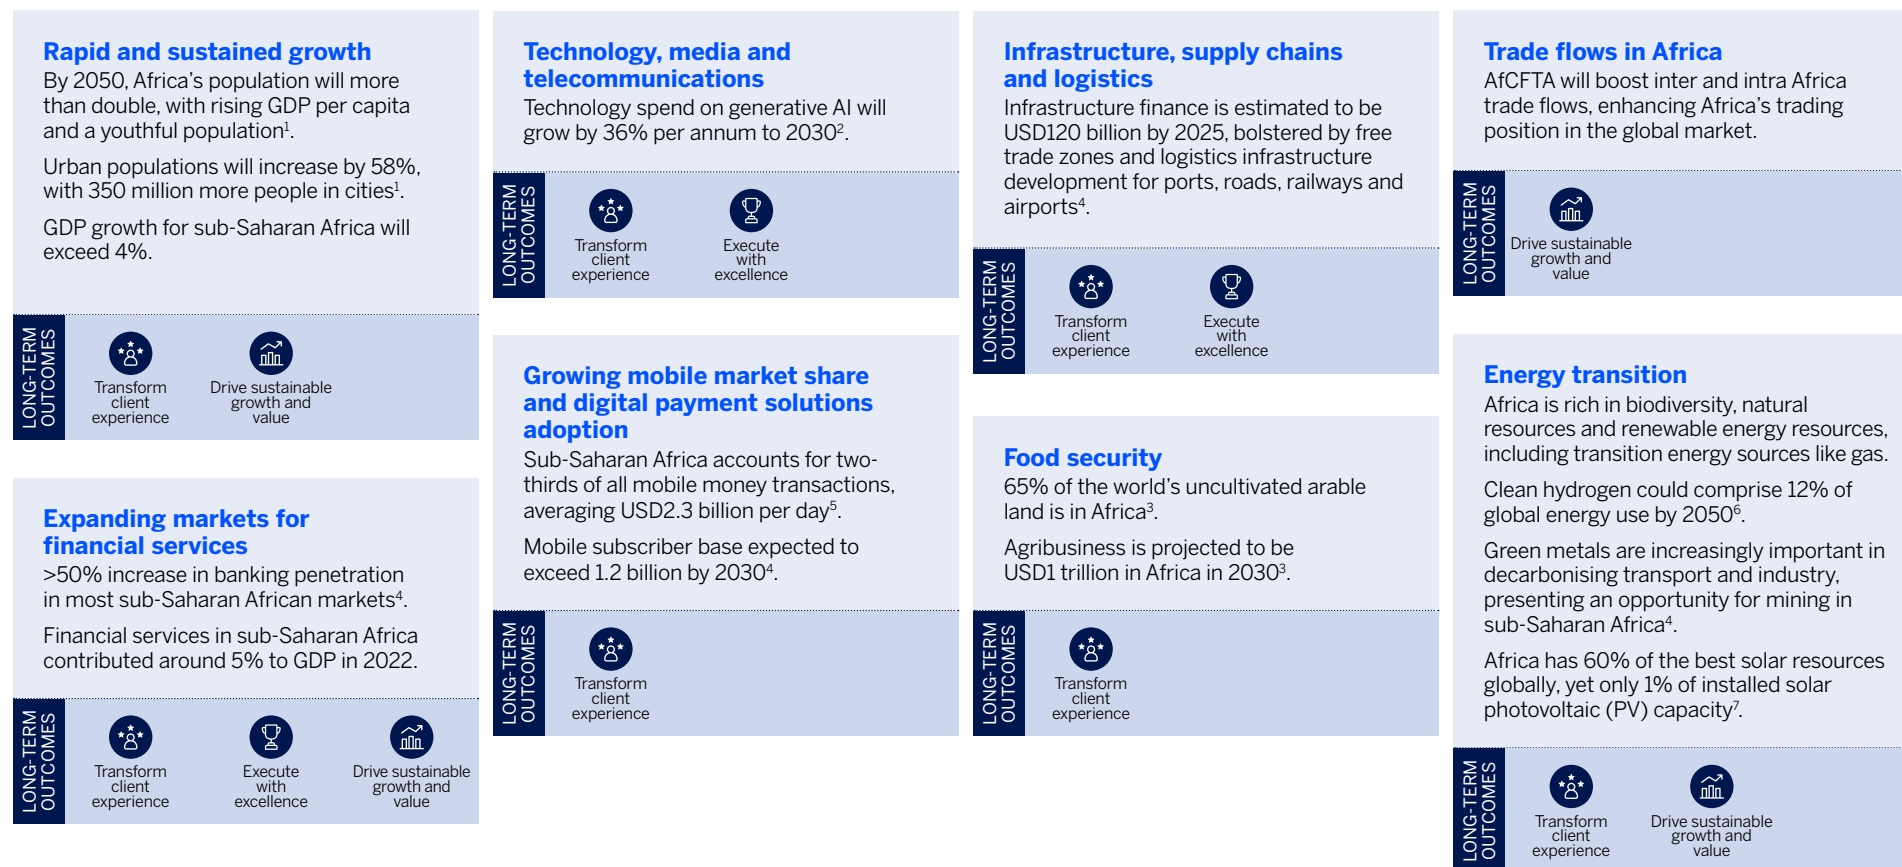 Rapid and sustained growth
By 2050, Africa’s population will more
than double, with rising GDP per capita
and a youthful population¹.
Urban populations will increase by 58%,
with 350 million more people in cities¹.
GDP growth for sub-Saharan Africa will
exceed 4%.
LONG-TERM
OUTCOMES
Transform
client
experience
Drive sustainable
growth and
value
Expanding markets for
financial services
>50% increase in banking penetration
in most sub-Saharan African markets⁴.
Financial services in sub-Saharan Africa
contributed around 5% to GDP in 2022.
LONG-TERM
OUTCOMES
Transform
client
experience
Execute
with
excellence
Drive sustainable
growth and
value
Technology, media and
telecommunications
Technology spend on generative AI will
grow by 36% per annum to 2030².
LONG-TERM
OUTCOMES
Transform
client
experience
Execute
with
excellence
Growing mobile market share
and digital payment solutions
adoption
Sub-Saharan Africa accounts for two-
thirds of all mobile money transactions,
averaging USD2.3 billion per day⁵.
Mobile subscriber base expected to
exceed 1.2 billion by 2030⁴.
LONG-TERM
OUTCOMES
Transform
client
experience
Infrastructure, supply chains
and logistics
Infrastructure finance is estimated to be
USD120 billion by 2025, bolstered by free
trade zones and logistics infrastructure
development for ports, roads, railways and
airports⁴.
LONG-TERM
OUTCOMES
Transform
client
experience
Execute
with
excellence
Food security
65% of the world’s uncultivated arable
land is in Africa³.
Agribusiness is projected to be
USD1 trillion in Africa in 2030³.
LONG-TERM
OUTCOMES
Transform
client
experience
Trade flows in Africa
AfCFTA will boost inter and intra Africa
trade flows, enhancing Africa’s trading
position in the global market.
LONG-TERM
OUTCOMES
Drive sustainable
growth and
value
Energy transition
Africa is rich in biodiversity, natural
resources and renewable energy resources,
including transition energy sources like gas.
Clean hydrogen could comprise 12% of
global energy use by 2050⁶.
Green metals are increasingly important in
decarbonising transport and industry,
presenting an opportunity for mining in
sub-Saharan Africa⁴.
Africa has 60% of the best solar resources
globally, yet only 1% of installed solar
photovoltaic (PV) capacity⁷.
LONG-TERM
OUTCOMES
Transform
client
experience
Drive sustainable
growth and
value